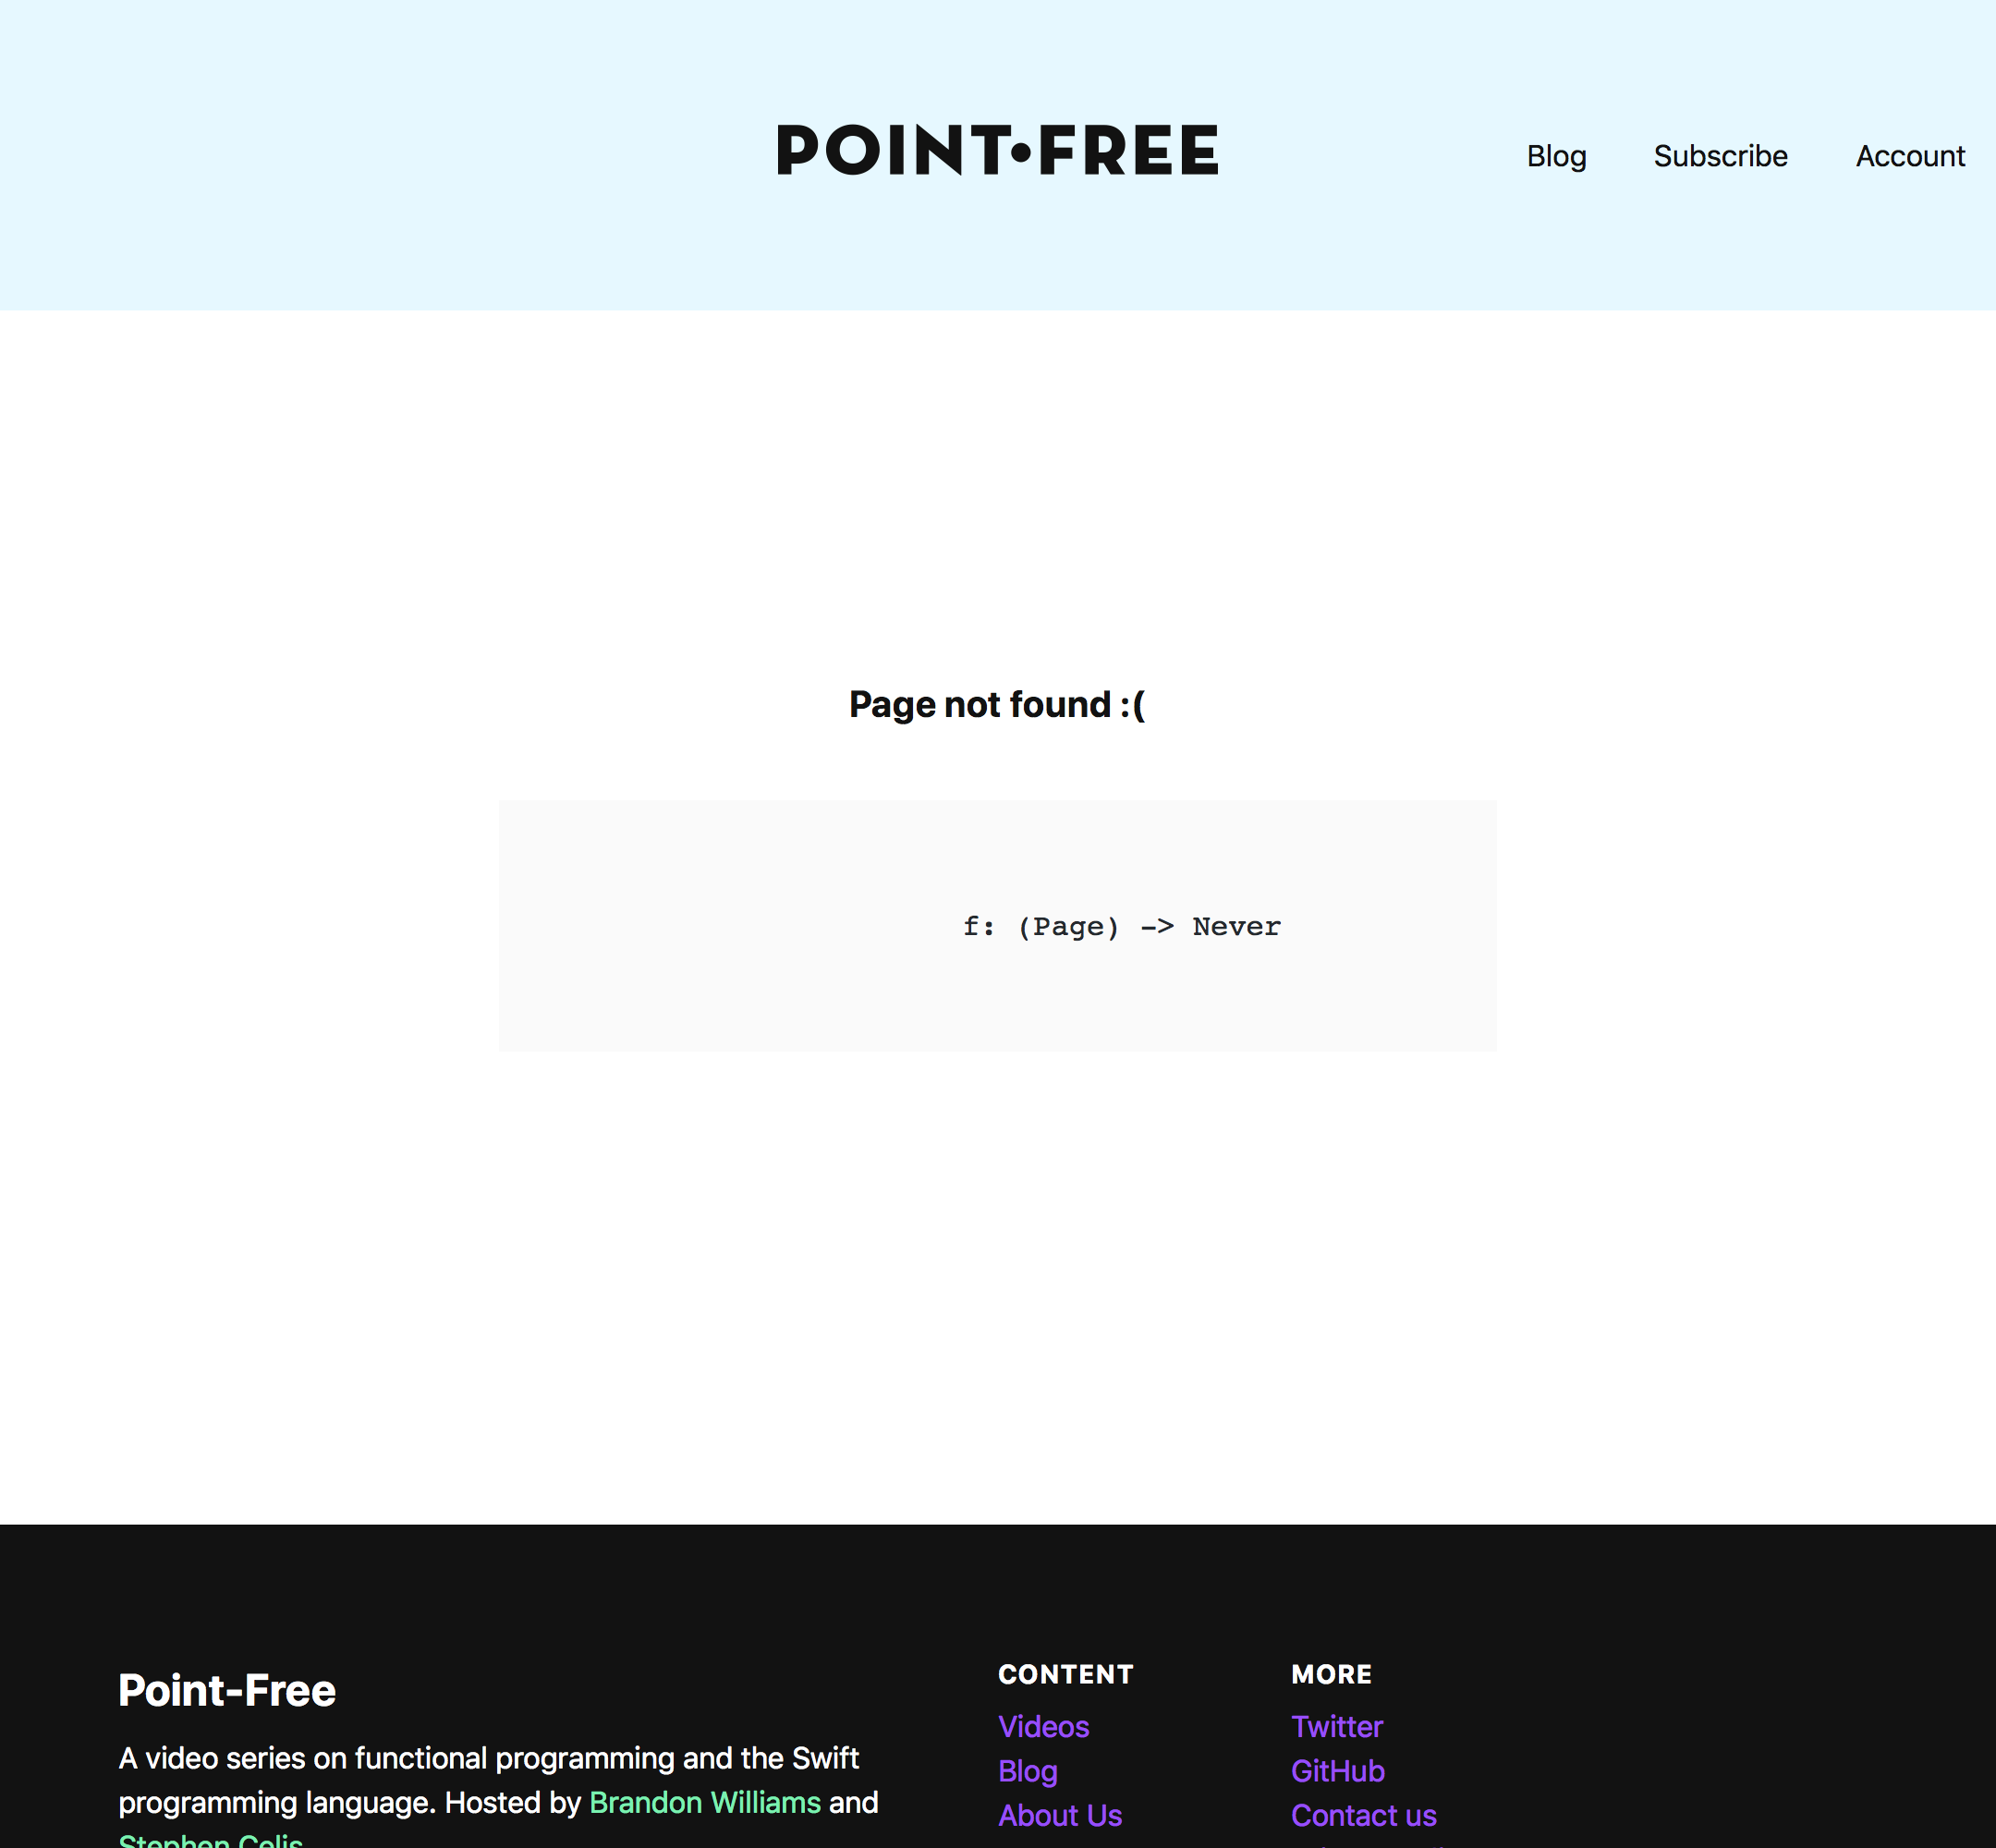 POINT•FREE
Blog
Subscribe
Account
Page not found :(
f: (Page) -> Never
Point-Free
A video series on functional programming and the Swift
programming language. Hosted by Brandon Williams and
Stephen Celis
CONTENT
Videos
Blog
About Us
MORE
Twitter
GitHub
Contact us